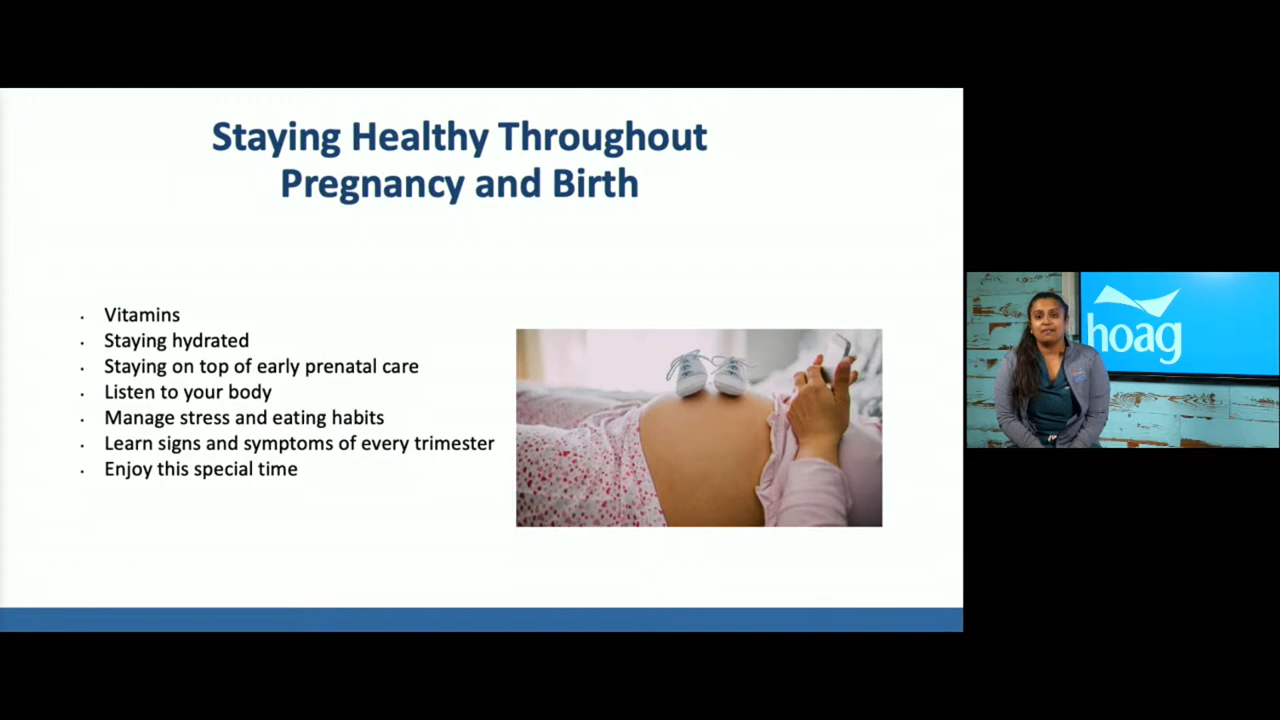 Staying Healthy Throughout
Pregnancy and Birth
Vitamins
Staying hydrated
Staying on top of early prenatal care
Listen to your body
Manage stress and eating habits
Learn signs and symptoms of every trimester
Enjoy this special time
hoag